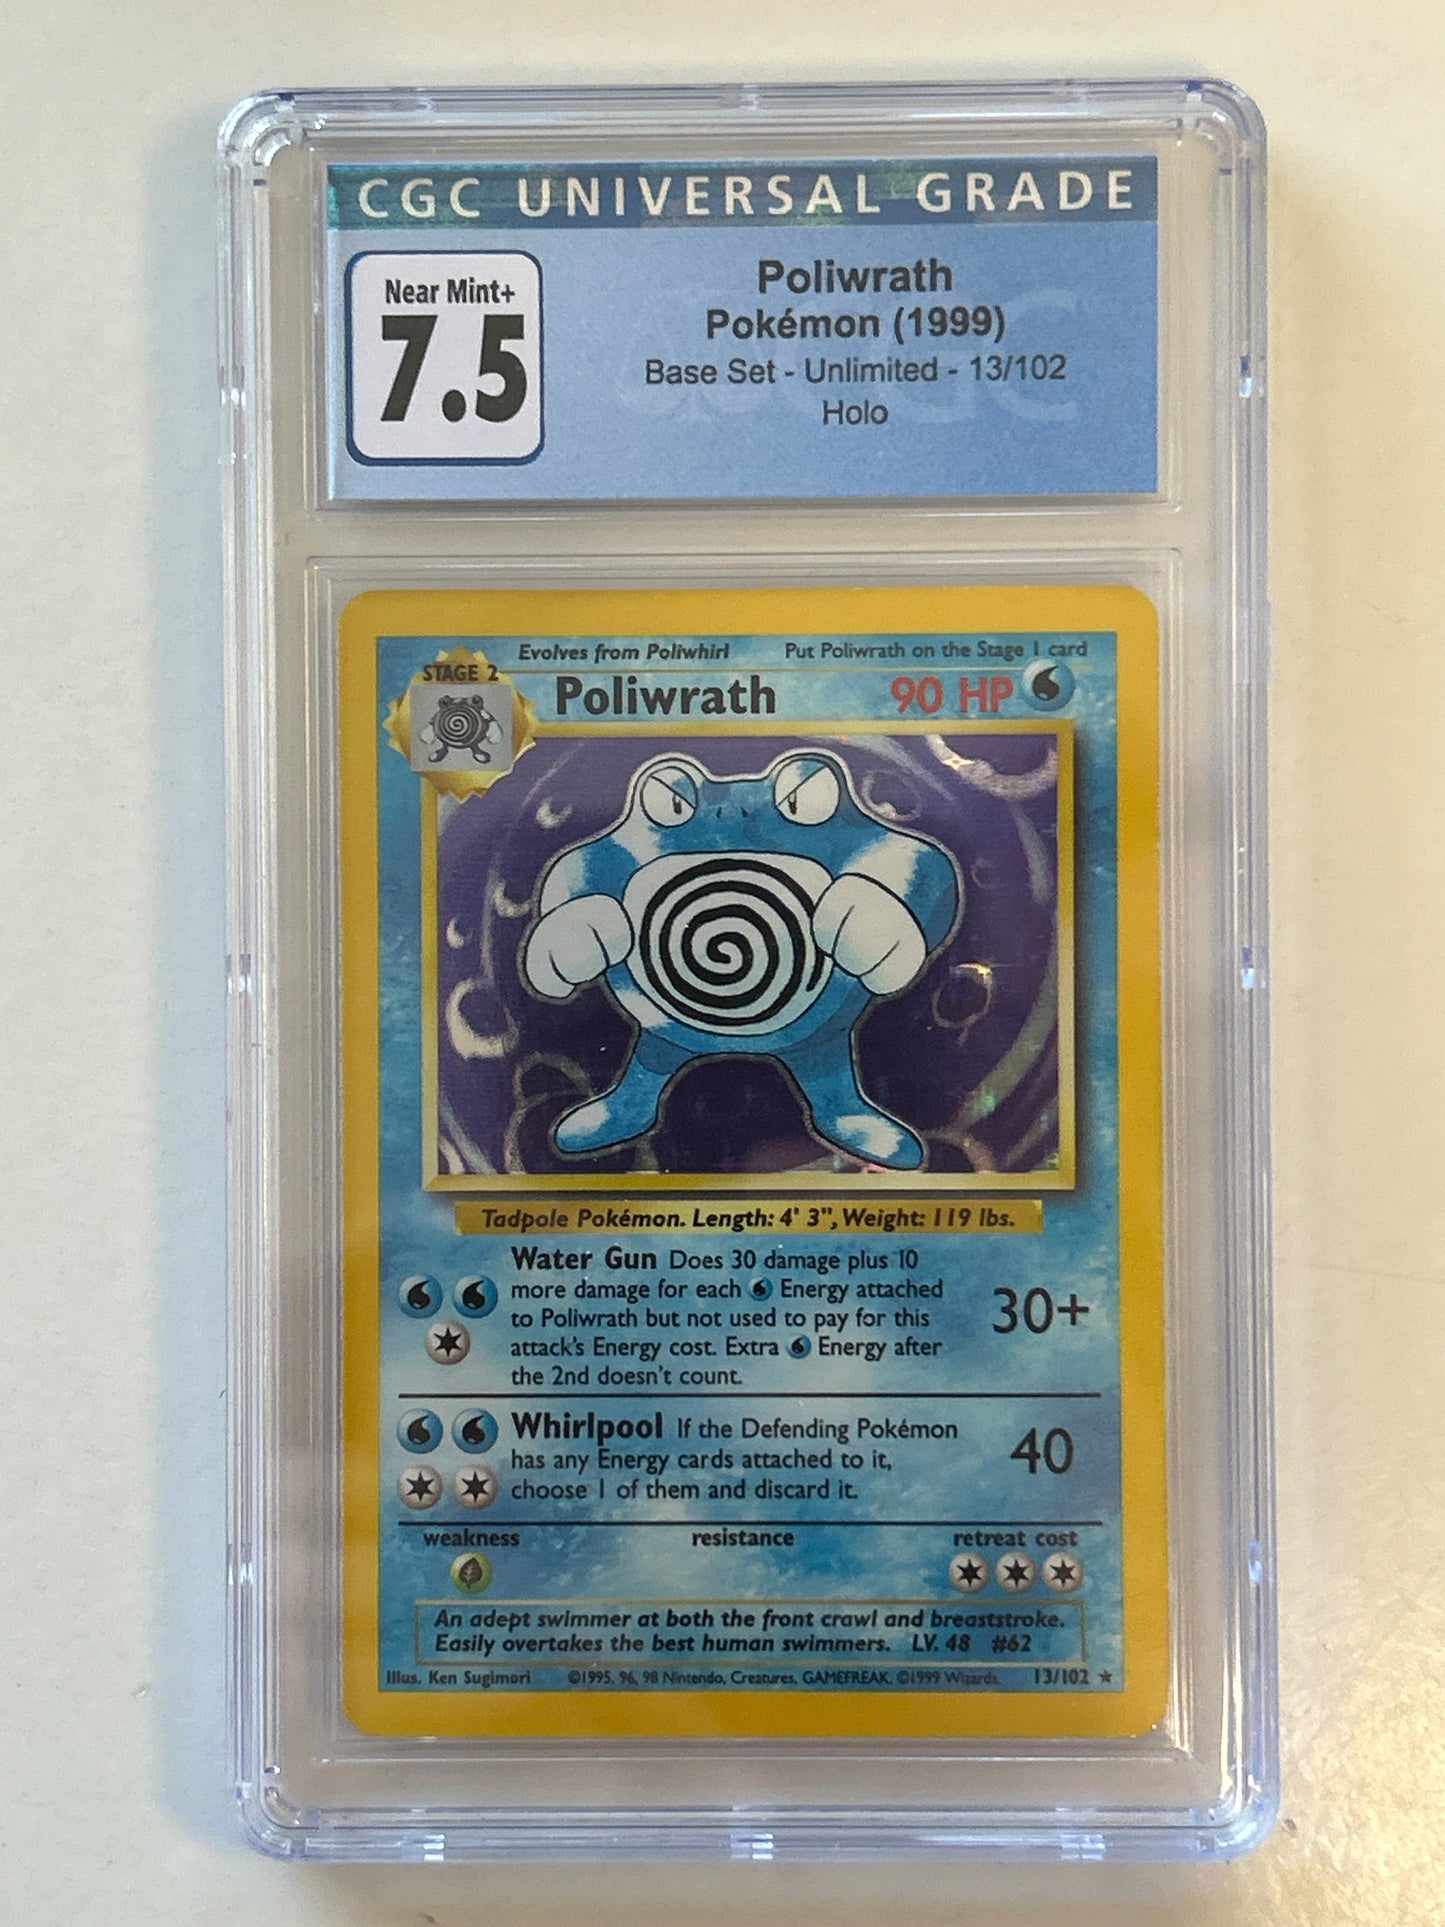 CGC UNIVERSAL GRADE
Near Mint+
7.5
Poliwrath
Pokémon (1999)
Base Set - Unlimited - 13/102
Holo
Evolves from Poliwhirl
Put Poliwrath on the Stage 1 card
STAGE 2
Poliwrath
90 HP
Tadpole Pokémon. Length: 4' 3", Weight: 119 lbs.
Water Gun Does 30 damage plus 10
more damage for each Energy attached
to Poliwrath but not used to pay for this
attack's Energy cost. Extra Energy after
the 2nd doesn't count.
30+
Whirlpool If the Defending Pokémon
has any Energy cards attached to it,
choose 1 of them and discard it.
40
weakness
resistance
retreat cost
An adept swimmer at both the front crawl and breaststroke.
Easily overtakes the best human swimmers. LV. 48 #62
Illus. Ken Sugimori
©1995, 96, 98 Nintendo, Creatures, GAMEFREAK. ©1999 Wizards.
13/102 ★